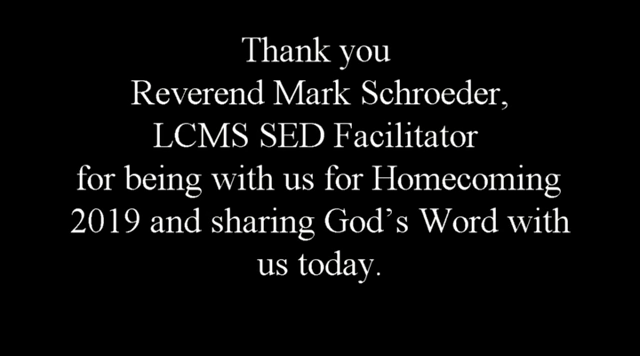 Thank you
Reverend Mark Schroeder,
LCMS SED Facilitator
for being with us for Homecoming
2019 and sharing God’s Word with
us today.